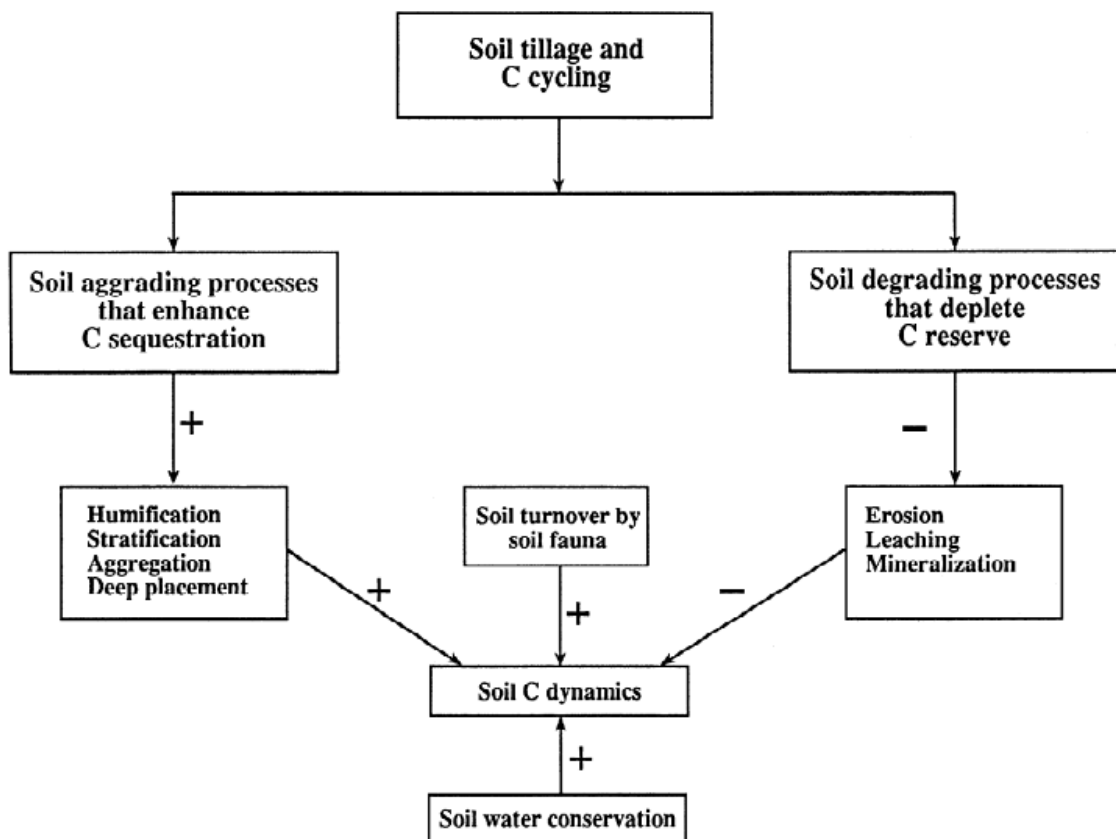 Soil tillage and
C cycling
Soil aggrading processes
that enhance
C sequestration
Soil degrading processes
that deplete
C reserve
+
−
Humification
Stratification
Aggregation
Deep placement
Soil turnover by
soil fauna
Erosion
Leaching
Mineralization
+
+
−
Soil C dynamics
+
Soil water conservation